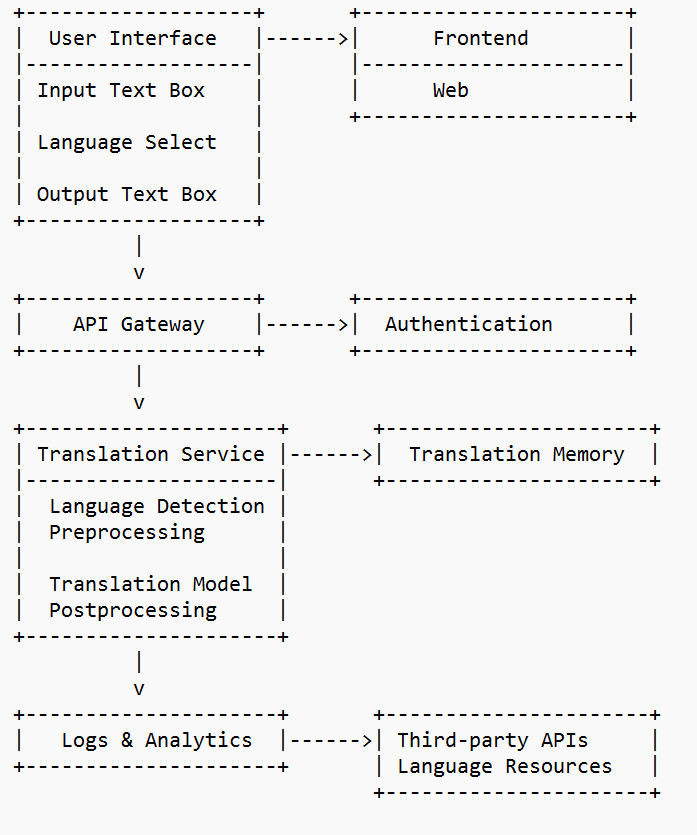 +-------------------+       +----------------------+
|  User Interface   |------>|      Frontend        |
|-------------------|       |----------------------|
| Input Text Box    |       |      Web             |
|                   |       +----------------------+
| Language Select   |
|                   |
| Output Text Box   |
+-------------------+
          |
          v
+-------------------+       +----------------------+
|    API Gateway    |------>|  Authentication      |
+-------------------+       +----------------------+
          |
          v
+---------------------+       +----------------------+
| Translation Service |------>|  Translation Memory  |
|---------------------|       +----------------------+
|  Language Detection |
|  Preprocessing      |
|                     |
|  Translation Model  |
|  Postprocessing     |
+---------------------+
          |
          v
+---------------------+       +----------------------+
|   Logs & Analytics  |------>| Third-party APIs     |
+---------------------+       | Language Resources   |
                              +----------------------+